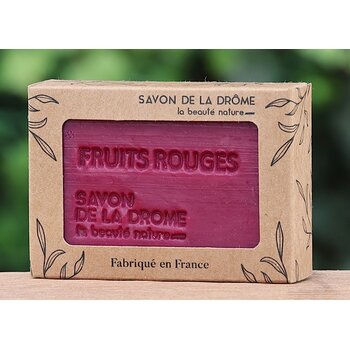 SAVON DE LA DRÔME
la beauté nature
FRUITS ROUGES
SAVON
DE LA DROME
la beauté nature
Fabriqué en France